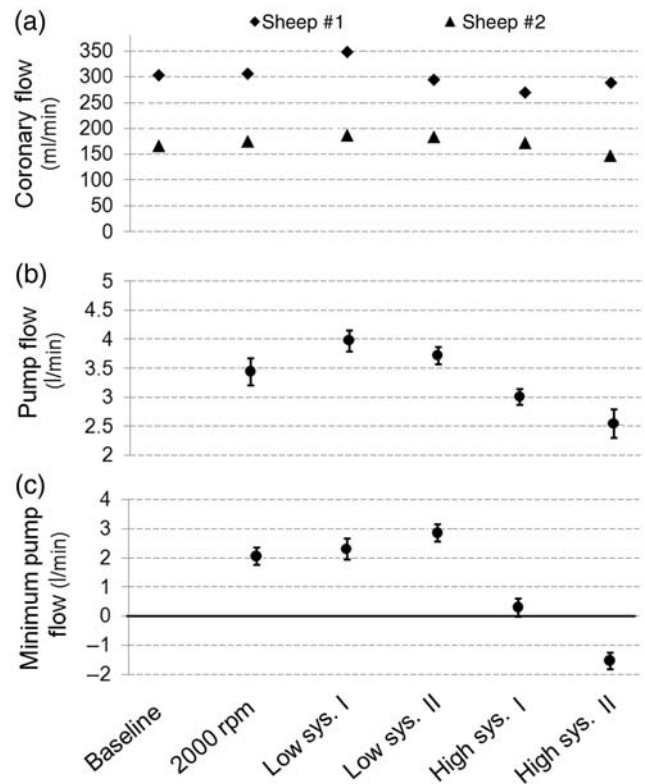 (a)
◆Sheep #1 ▲Sheep #2
Coronary flow
(ml/min)
350
300
250
200
150
100
50
0
(b)
Pump flow
(l/min)
5
4.5
4
3.5
3
2.5
2
(c)
Minimum pump
flow (l/min)
4
3
2
1
0
–1
–2
Baseline
2000 rpm
Low sys. I
Low sys. II
High sys. I
High sys. II